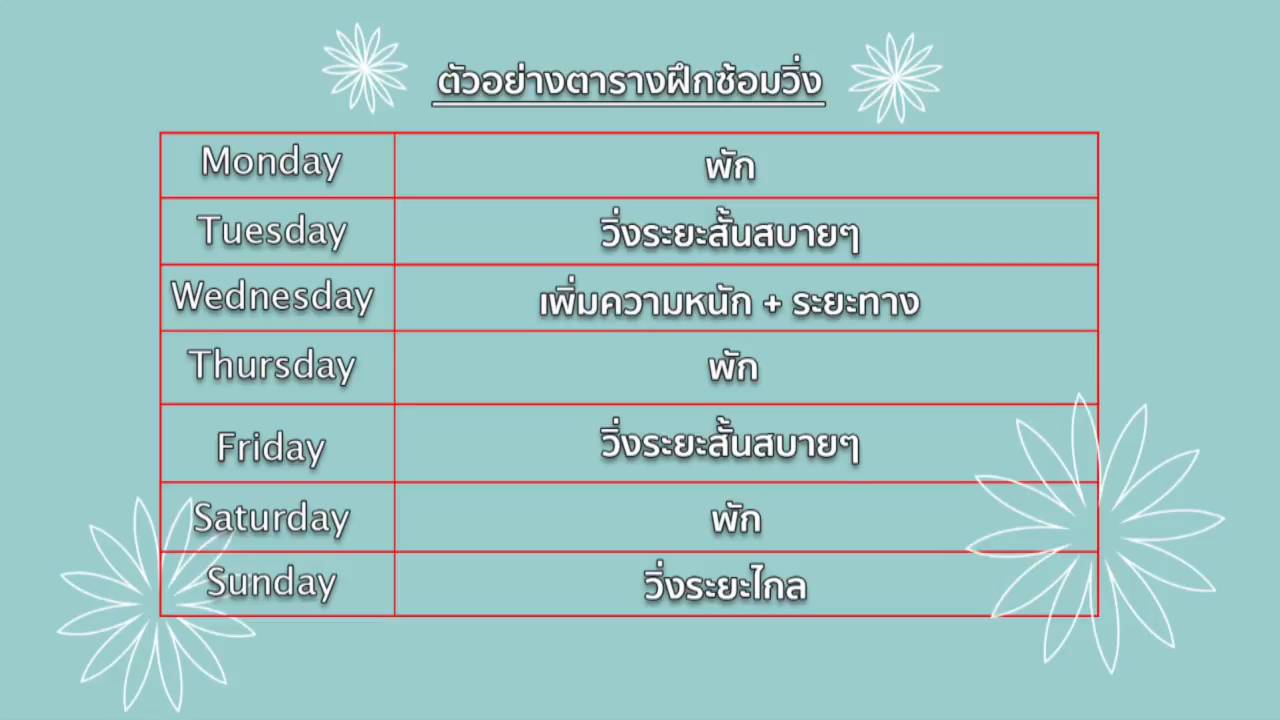 ตัวอย่างตารางฝึกซ้อมวิ่ง
Monday พัก
Tuesday วิ่งระยะสั้นสบายๆ
Wednesday เพิ่มความหนัก + ระยะทาง
Thursday พัก
Friday วิ่งระยะสั้นสบายๆ
Saturday พัก
Sunday วิ่งระยะไกล